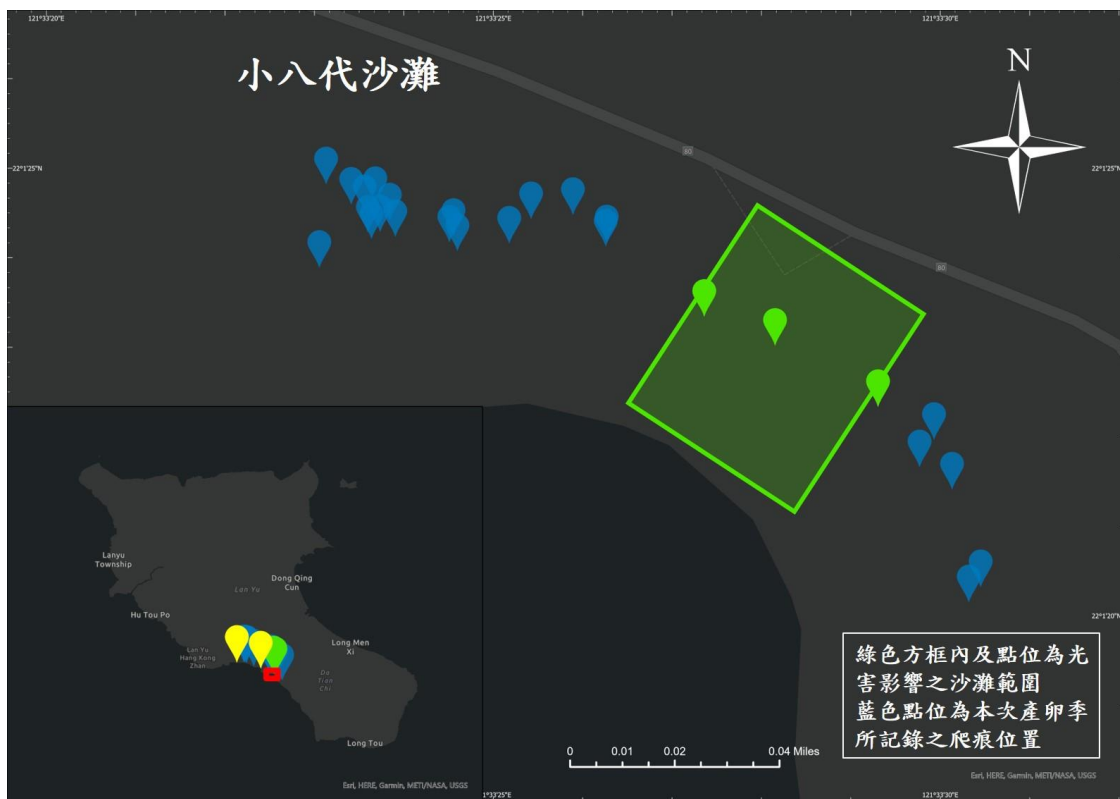 121°33'20"E
121°33'25"E
121°33'30"E
小八代沙灘
N
80
22°1'25"N
22°1'25"N
80
Lanyu
Township
Dong Qing
Cun
Lan Yu
Hu Tou Po
Long Men
Xi
Lan Yu
Hang Kong
Zhan
Da
Tian
Chi
Long Tou
22°1'20"N
綠色方框內及點位為光
害影響之沙灘範圍
藍色點位為本次產卵季
所記錄之爬痕位置
0 0.01 0.02 0.04 Miles
Esri, HERE, Garmin, METI/NASA, USGS
Esri, HERE, Garmin, METI/NASA, USGS
1°33'25"E
121°33'30"E